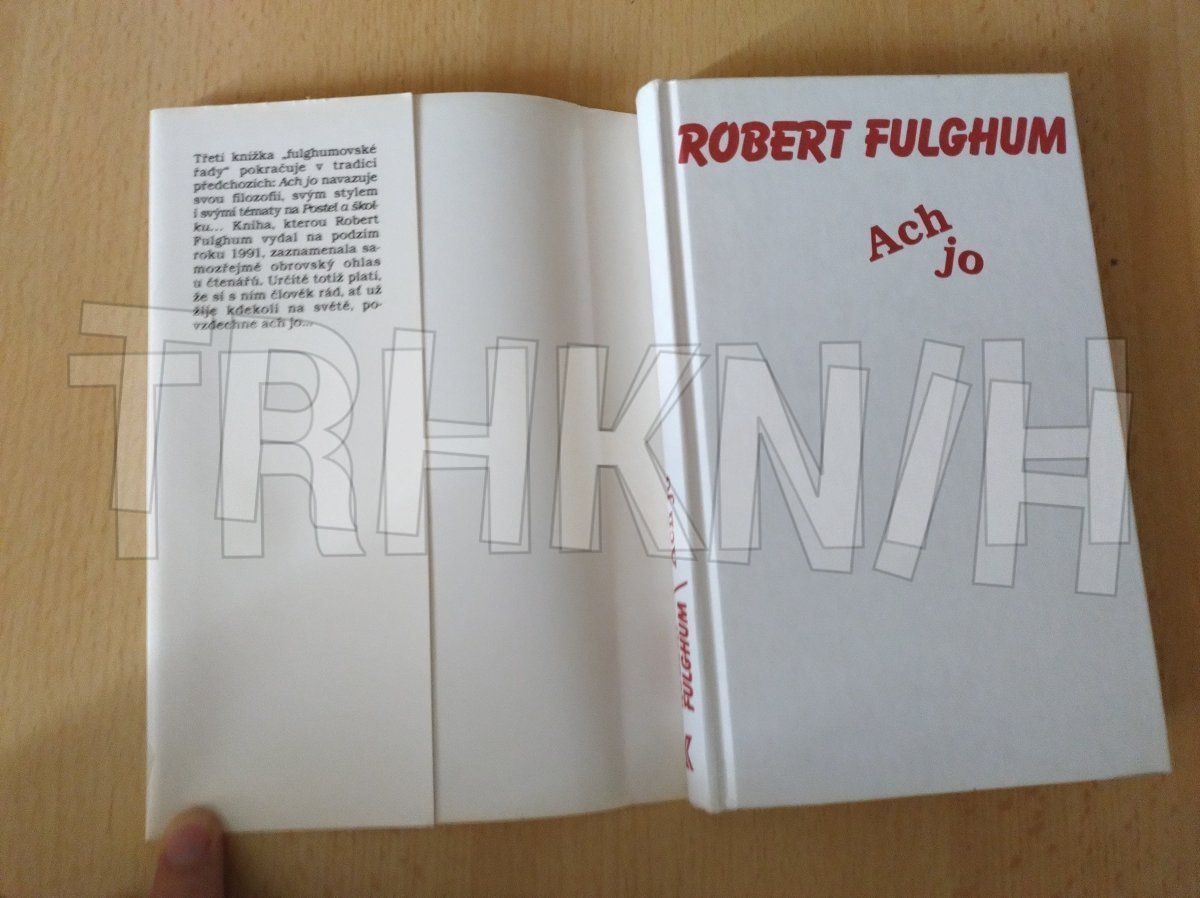 Třetí knížka „fulghumovské
řady“ pokračuje v tradici
předchozích: Ach jo navazuje
svou filozofií, svým stylem
i svými tématy na Postel a škol-
ku... Kniha, kterou Robert
Fulghum vydal na podzim
roku 1991, zaznamenala sa-
mozřejmě obrovský ohlas
u čtenářů. Určitě totiž platí,
že si s ním člověk rád, ať už
žije kdekoli na světě, po-
vzdechne ach jo...
ROBERT FULGHUM
Ach
jo
FULGHUM \ Ach jo
TRHKN/H